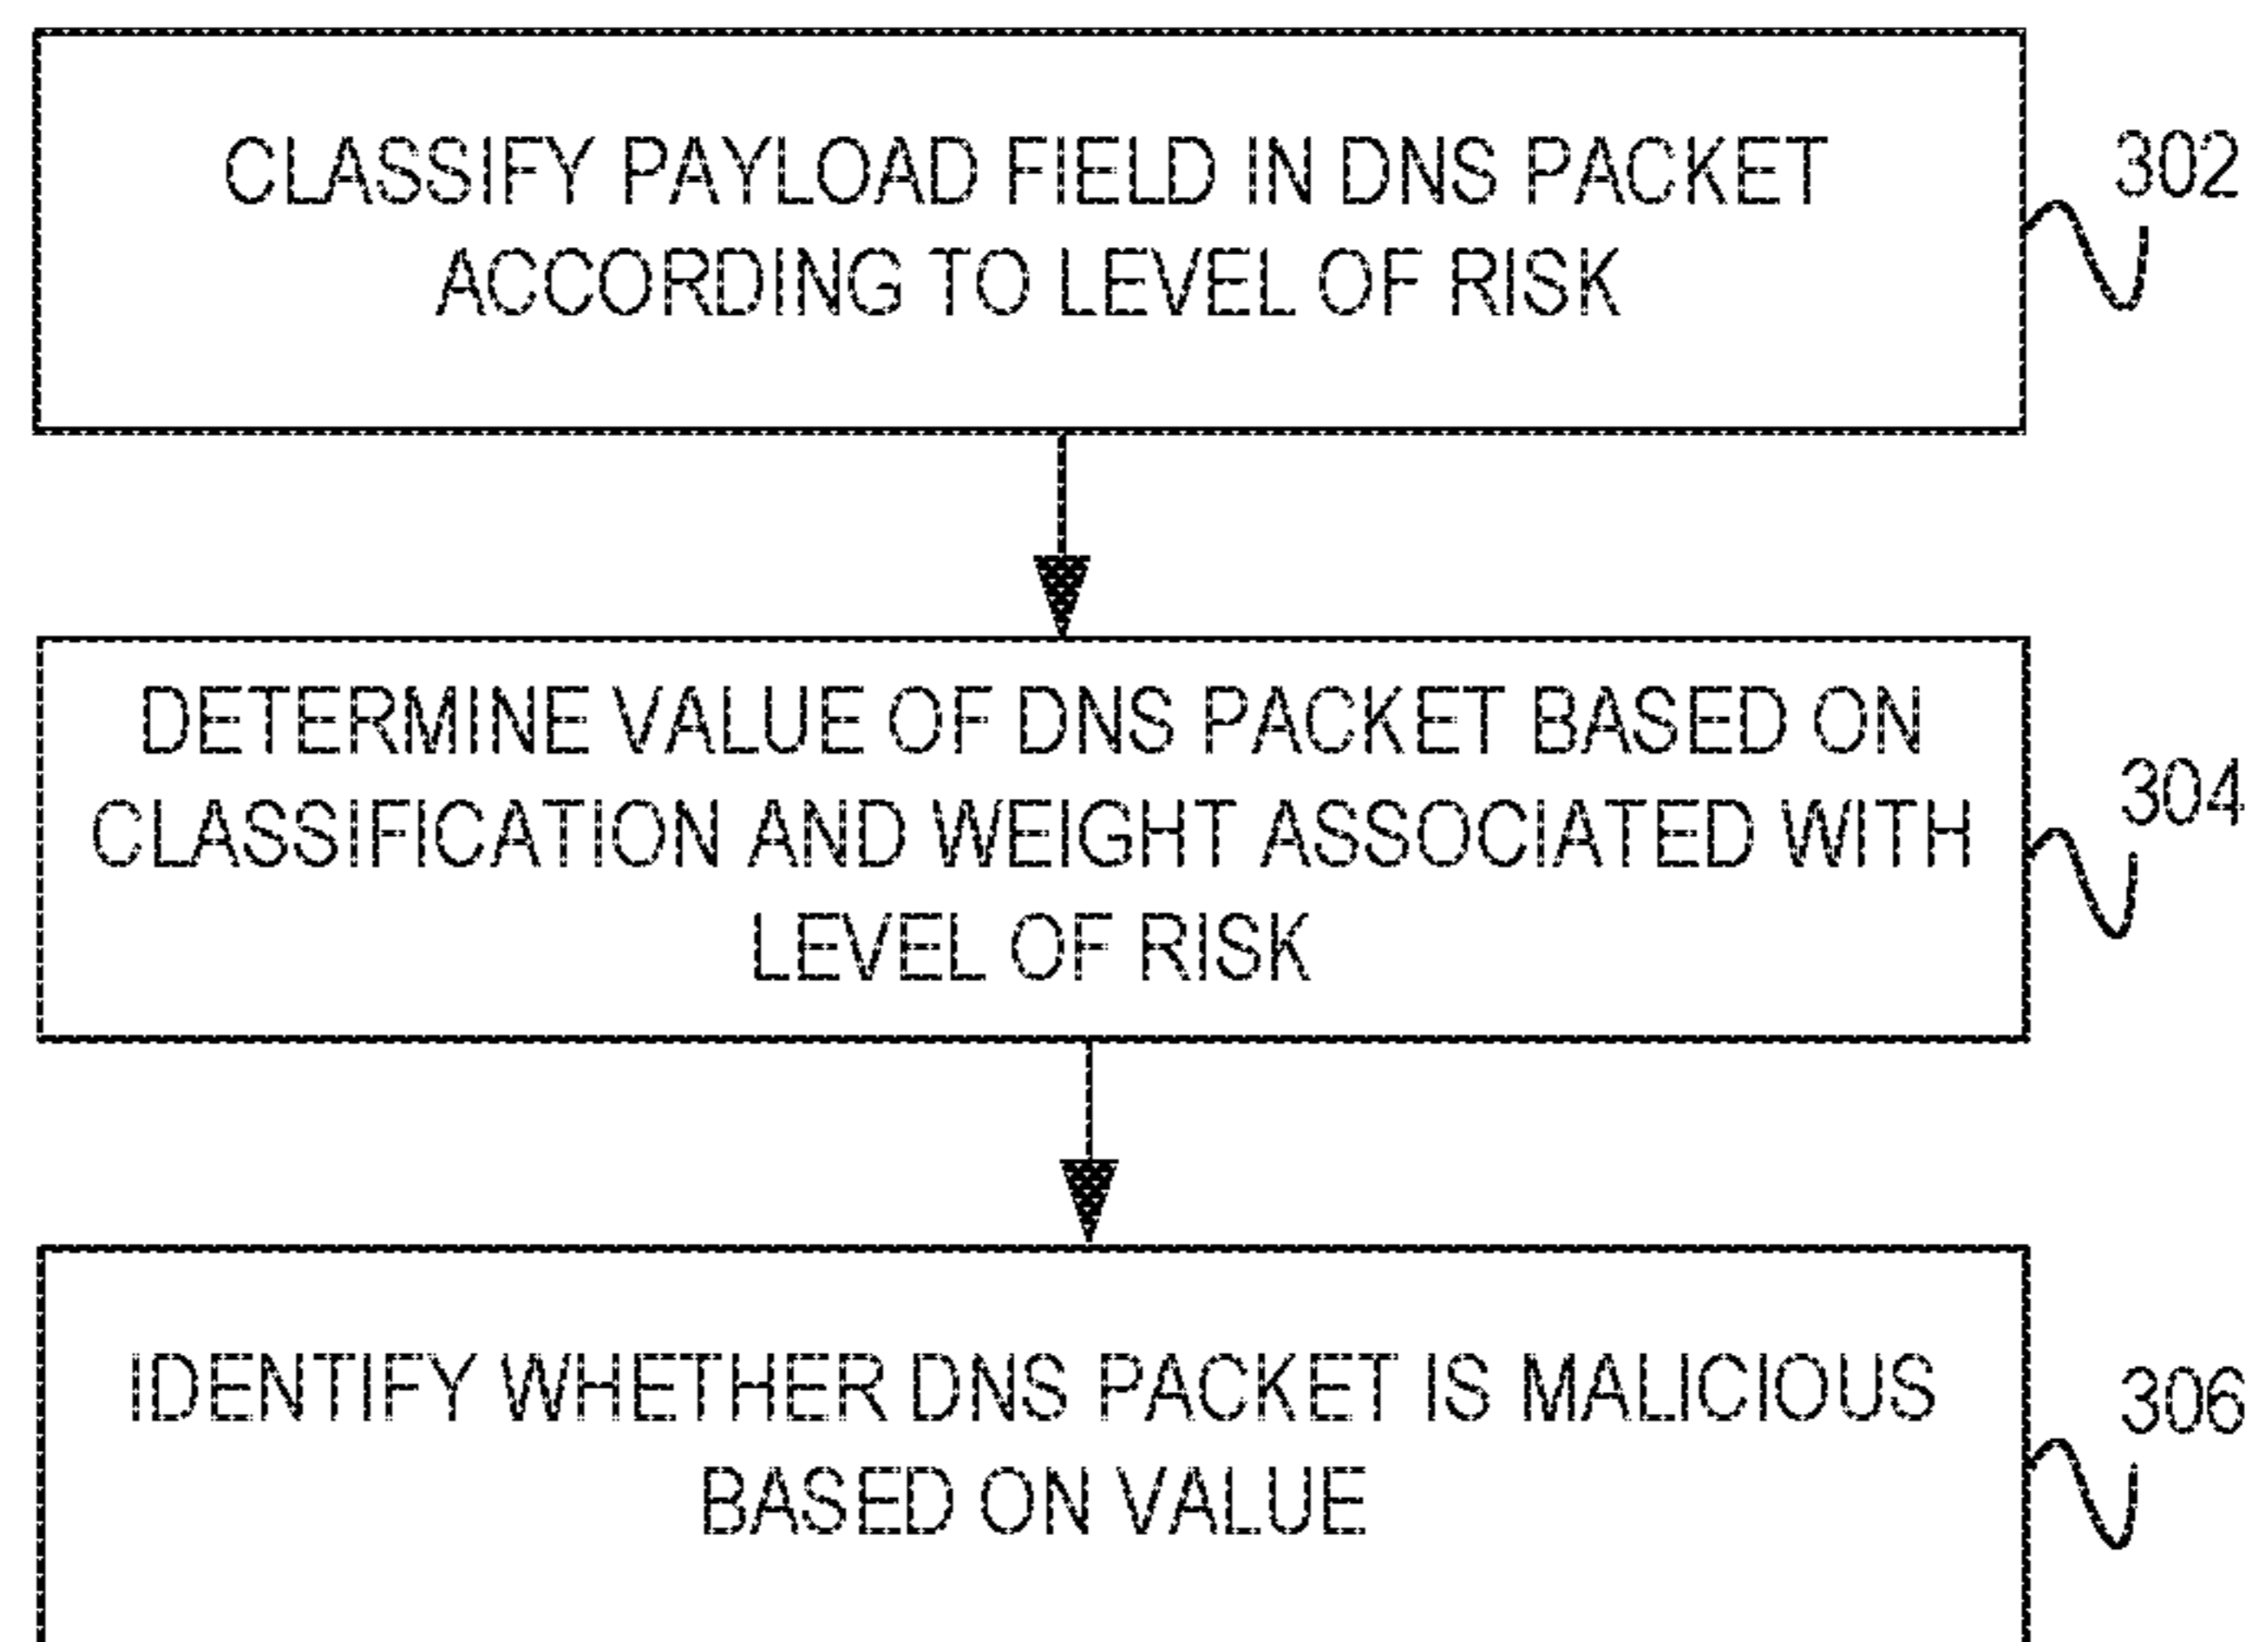 CLASSIFY PAYLOAD FIELD IN DNS PACKET
ACCORDING TO LEVEL OF RISK
302
DETERMINE VALUE OF DNS PACKET BASED ON
CLASSIFICATION AND WEIGHT ASSOCIATED WITH
LEVEL OF RISK
304
IDENTIFY WHETHER DNS PACKET IS MALICIOUS
BASED ON VALUE
306